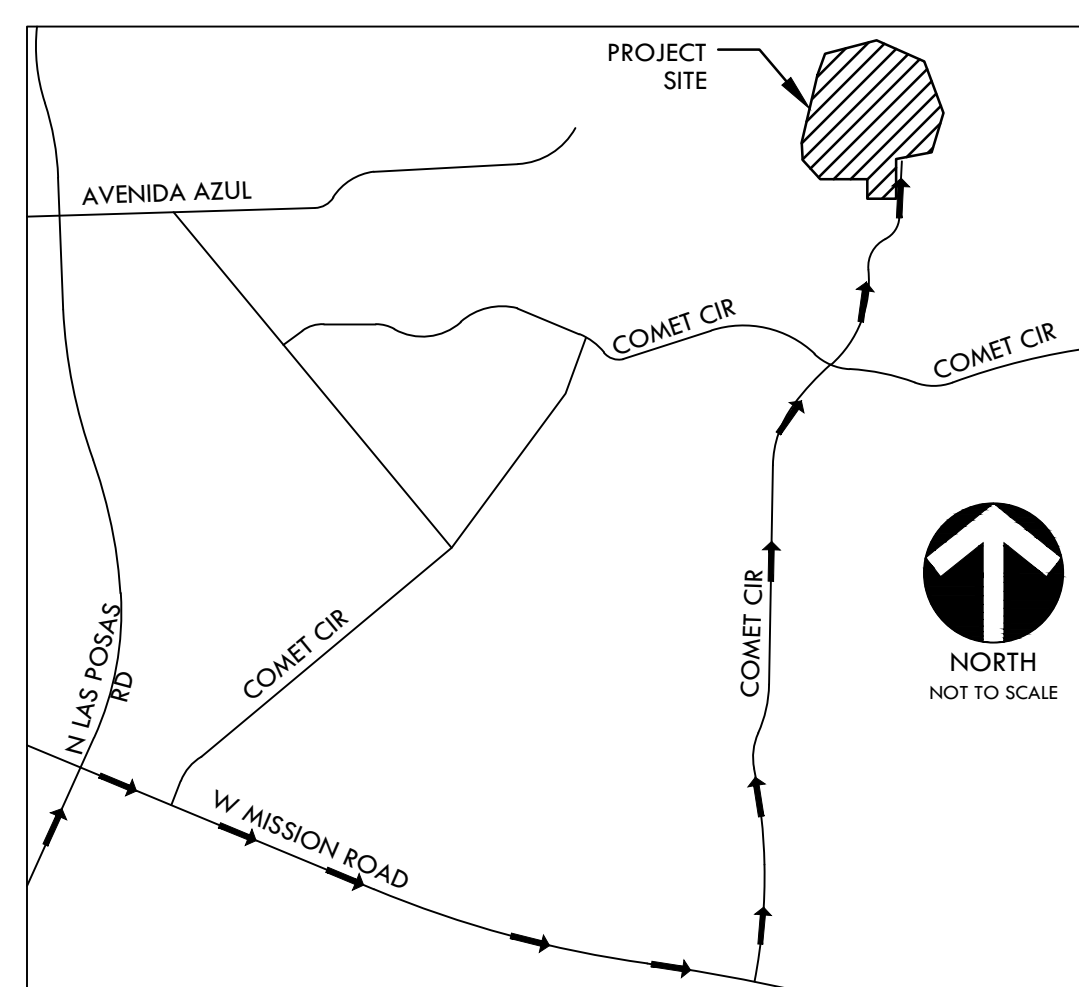 PROJECT
SITE
AVENIDA AZUL
COMET CIR
COMET CIR
N LAS POSAS
RD
COMET CIR
COMET CIR
W MISSION ROAD
NORTH
NOT TO SCALE